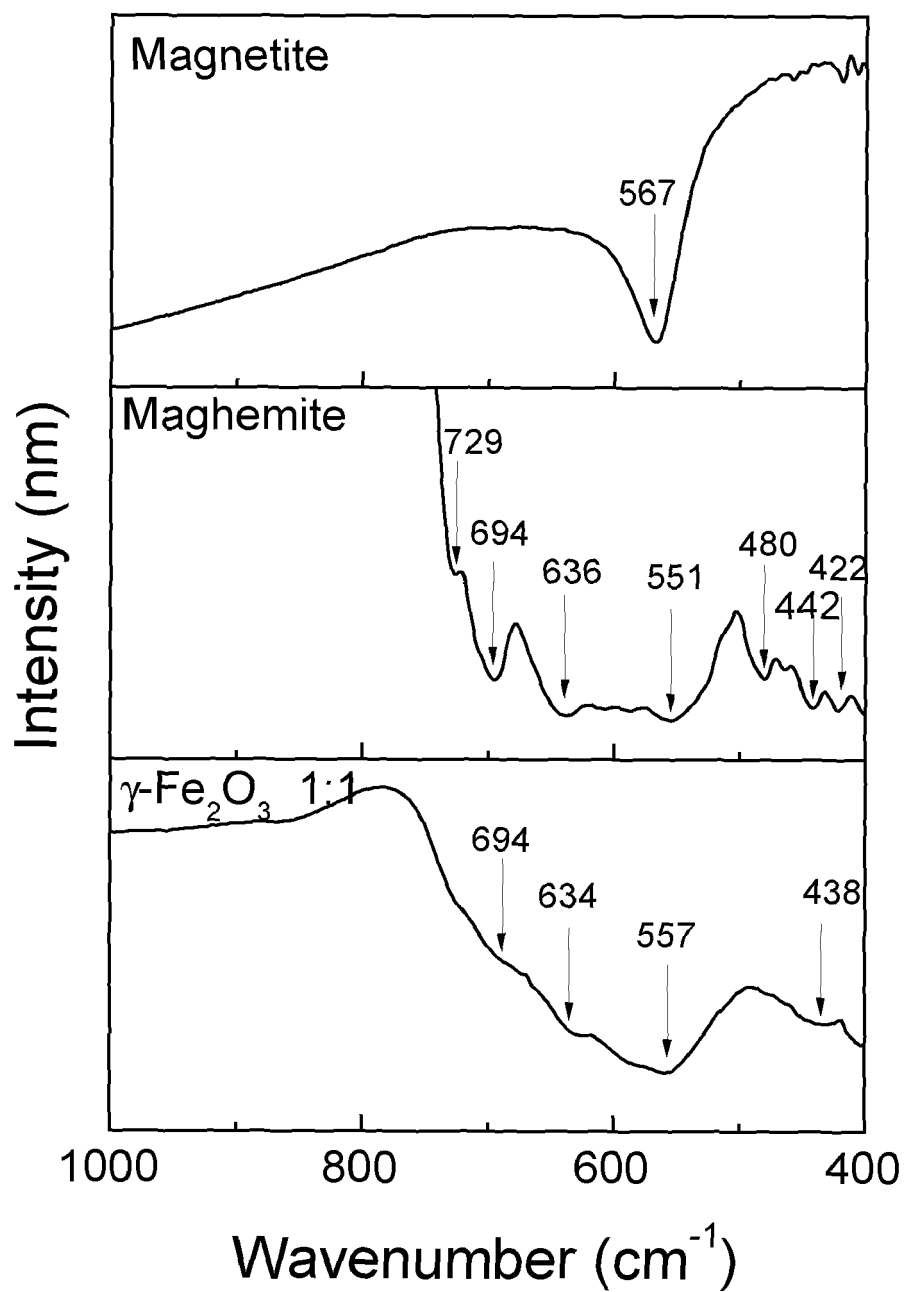 Magnetite
567
Maghemite
729
694
636
551
480
442
422
γ-Fe₂O₃ 1:1
694
634
557
438
1000 800 600 400
Wavenumber (cm⁻¹)
Intensity (nm)